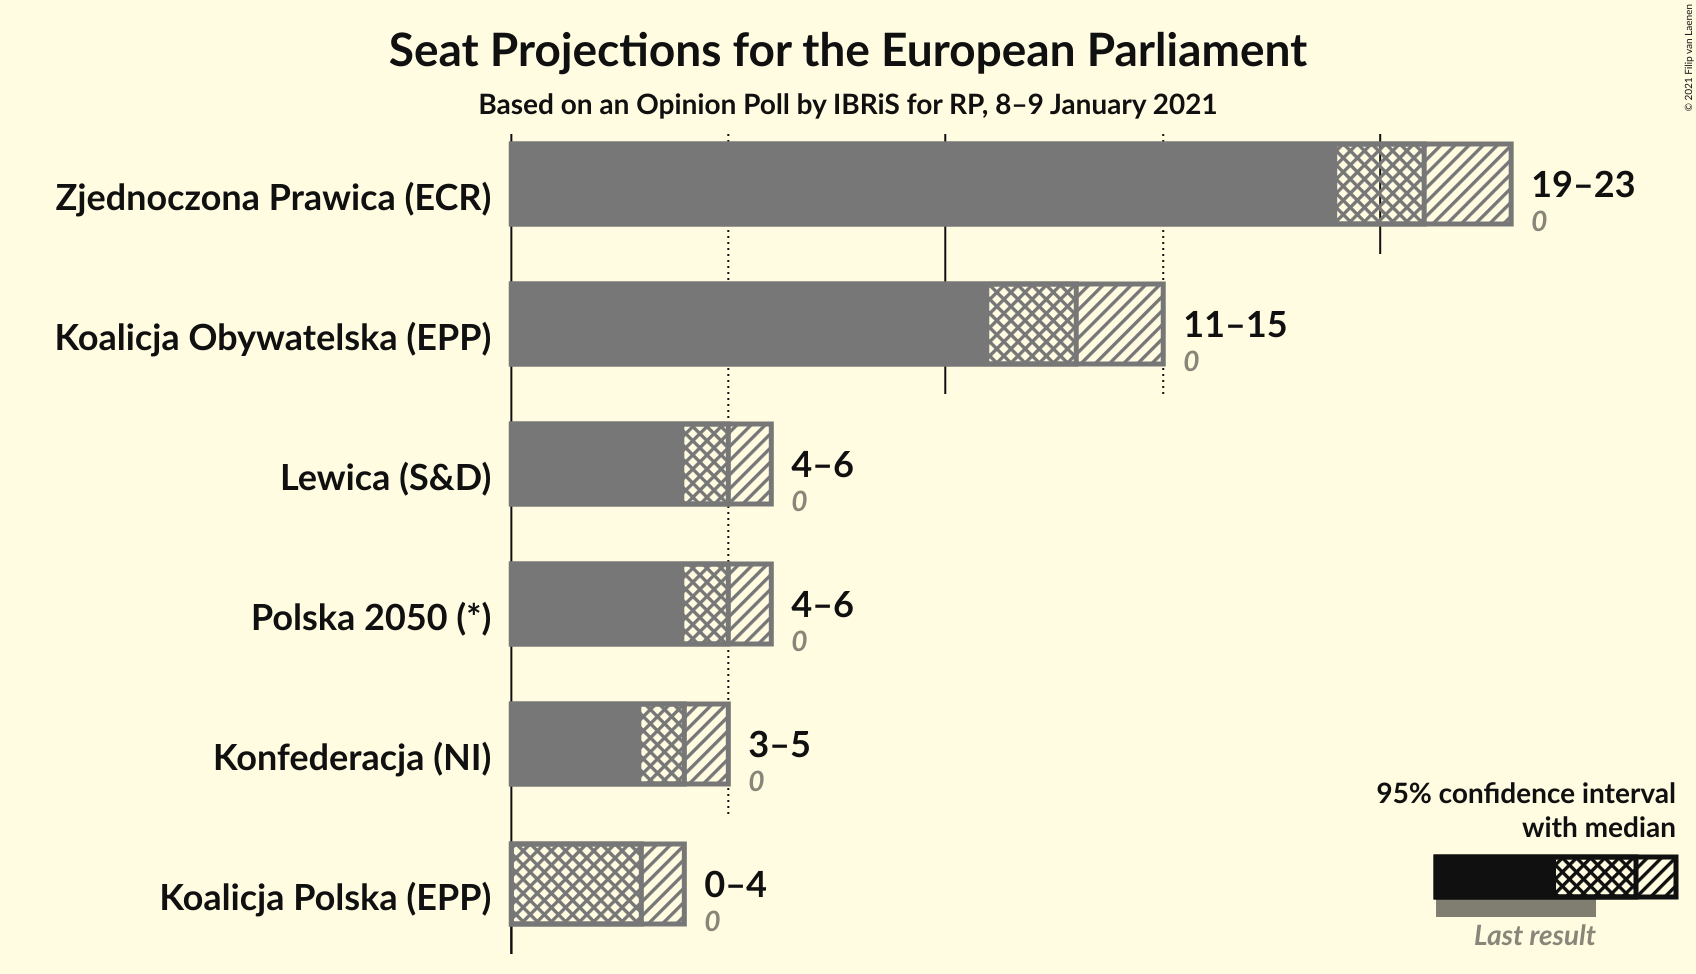 Seat Projections for the European Parliament
Based on an Opinion Poll by IBRiS for RP, 8–9 January 2021
© 2021 Filip van Laenen
Zjednoczona Prawica (ECR)
19–23
0
Koalicja Obywatelska (EPP)
11–15
0
Lewica (S&D)
4–6
0
Polska 2050 (*)
4–6
0
Konfederacja (NI)
3–5
0
Koalicja Polska (EPP)
0–4
0
95% confidence interval
with median
Last result